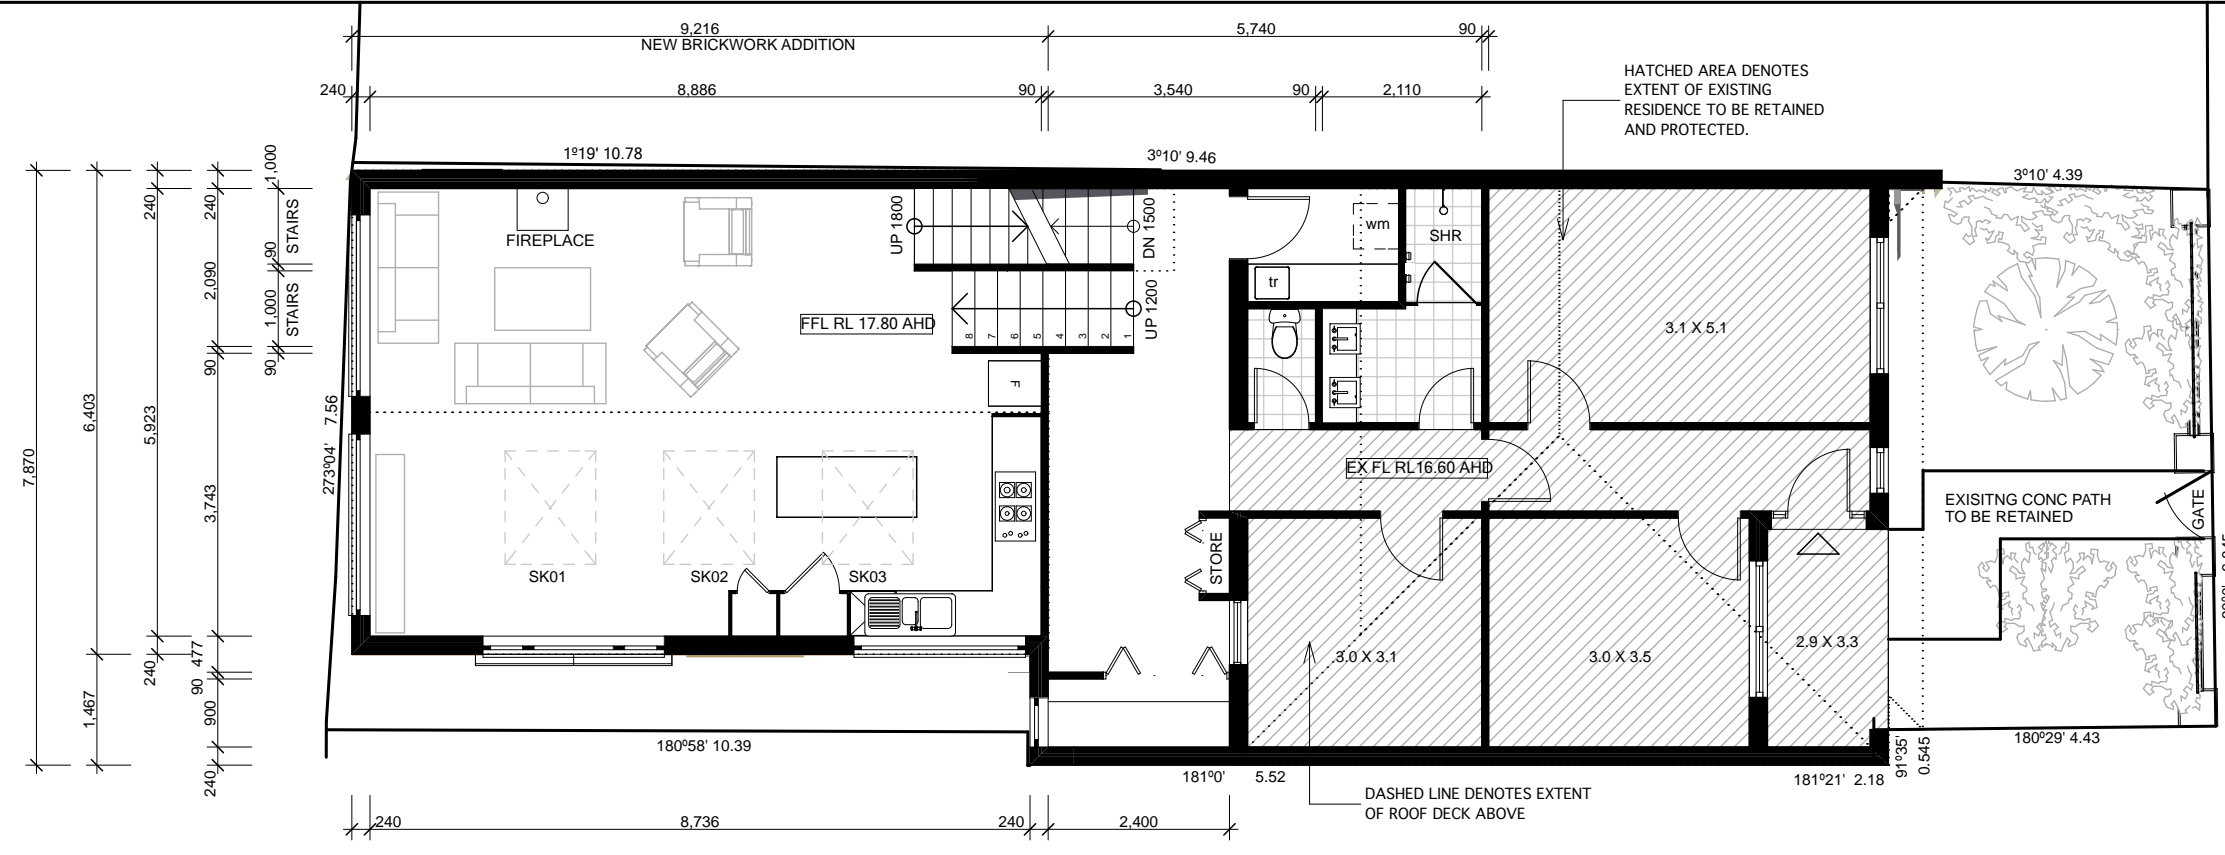 9,216
NEW BRICKWORK ADDITION
5,740
90
240
8,886
90
3,540
90
2,110
HATCHED AREA DENOTES
EXTENT OF EXISTING
RESIDENCE TO BE RETAINED
AND PROTECTED.
1º19' 10.78
3º10' 9.46
3º10' 4.39
7,870
6,403
1,467
240
5,923
240
240
2,090
90
3,743
477
90
900
240
1,000
STAIRS
90
1,000
STAIRS
90
273º04' 7.56
FIREPLACE
UP 1800
DN 1500
UP 1200
8
7
6
5
4
3
2
1
FFL RL 17.80 AHD
F
wm
SHR
tr
3.1 X 5.1
EX FL RL16.60 AHD
EXISITNG CONC PATH
TO BE RETAINED
GATE
STORE
SK01
SK02
SK03
3.0 X 3.1
3.0 X 3.5
2.9 X 3.3
180º58' 10.39
181º0' 5.52
181º21' 2.18
91º35'
0.545
180º29' 4.43
DASHED LINE DENOTES EXTENT
OF ROOF DECK ABOVE
240
8,736
240
2,400